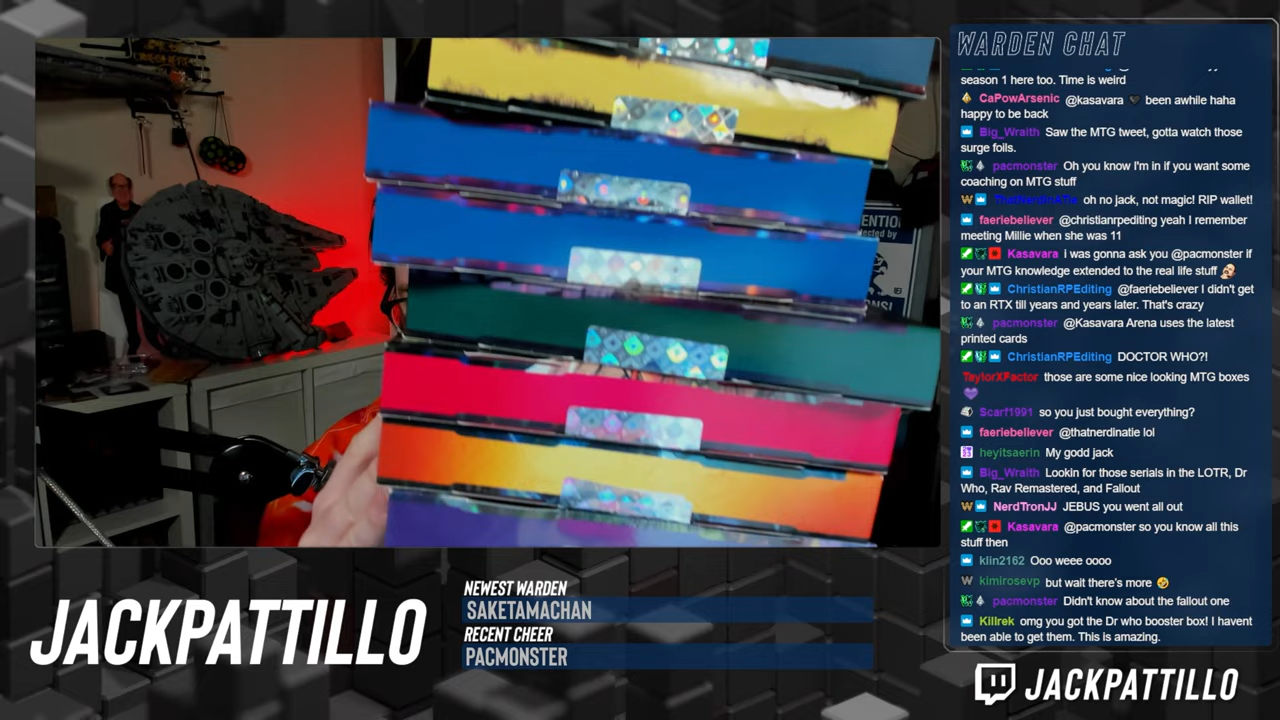 WARDEN CHAT
season 1 here too. Time is weird
CaPowArsenic @kasavara 🖤 been awhile haha
happy to be back
Big_Wraith Saw the MTG tweet, gotta watch those
surge foils.
pacmonster Oh you know I'm in if you want some
coaching on MTG stuff
ThatNerdiNATie oh no jack, not magic! RIP wallet!
faeriebeliever @christianrpediting yeah I remember
meeting Millie when she was 11
Kasavara I was gonna ask you @pacmonster if
your MTG knowledge extended to the real life stuff
ChristianRPEditing @faeriebeliever I didn't get
to an RTX till years and years later. That's crazy
pacmonster @Kasavara Arena uses the latest
printed cards
ChristianRPEditing DOCTOR WHO?!
TaylorXFactor those are some nice looking MTG boxes
💜
Scarf1991 so you just bought everything?
faeriebeliever @thatnerdinatie lol
heyitsaerin My godd jack
Big_Wraith Lookin for those serials in the LOTR, Dr
Who, Rav Remastered, and Fallout
NerdTronJJ JEBUS you went all out
Kasavara @pacmonster so you know all this
stuff then
klin2162 Ooo weee oooo
kimirosevp but wait there's more 🤣
pacmonster Didn't know about the fallout one
Killrek omg you got the Dr who booster box! I havent
been able to get them. This is amazing.
JACKPATTILLO
NEWEST WARDEN
SAKETAMACHAN
RECENT CHEER
PACMONSTER
JACKPATTILLO